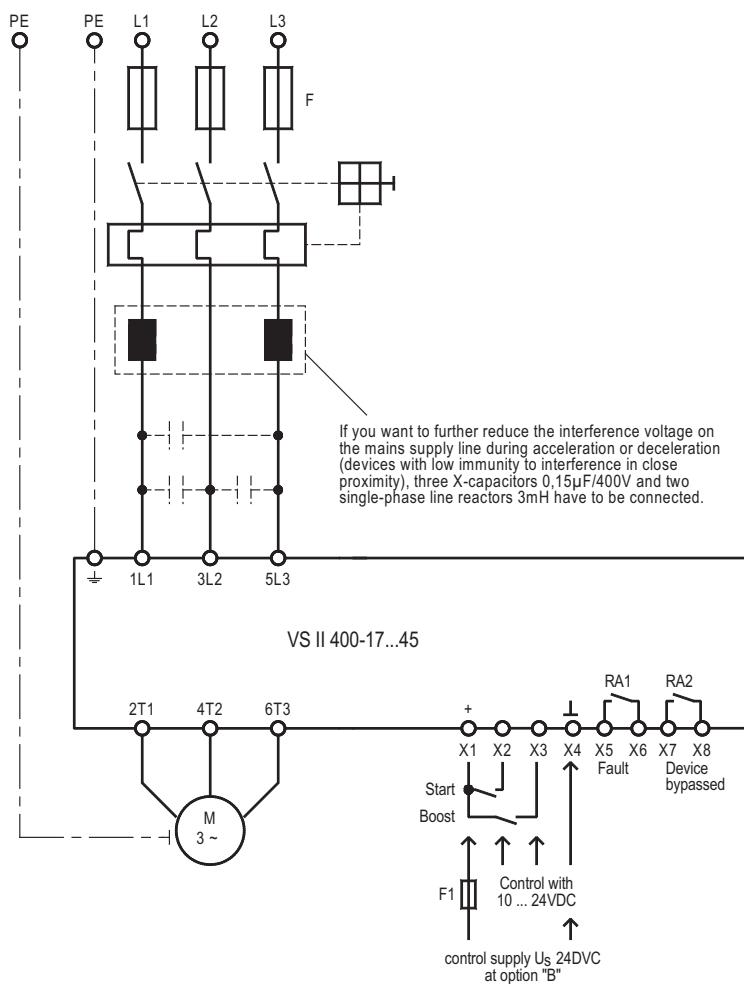 PE PE L1 L2 L3
F
If you want to further reduce the interference voltage on
the mains supply line during acceleration or deceleration
(devices with low immunity to interference in close
proximity), three X-capacitors 0,15µF/400V and two
single-phase line reactors 3mH have to be connected.
1L1 3L2 5L3
VS II 400-17...45
RA1 RA2
2T1 4T2 6T3 +
X1 X2 X3 X4 X5 X6 X7 X8
Fault Device
bypassed
Start
Boost
M
3 ~
F1
Control with
10 ... 24VDC
control supply Us 24DVC
at option "B"